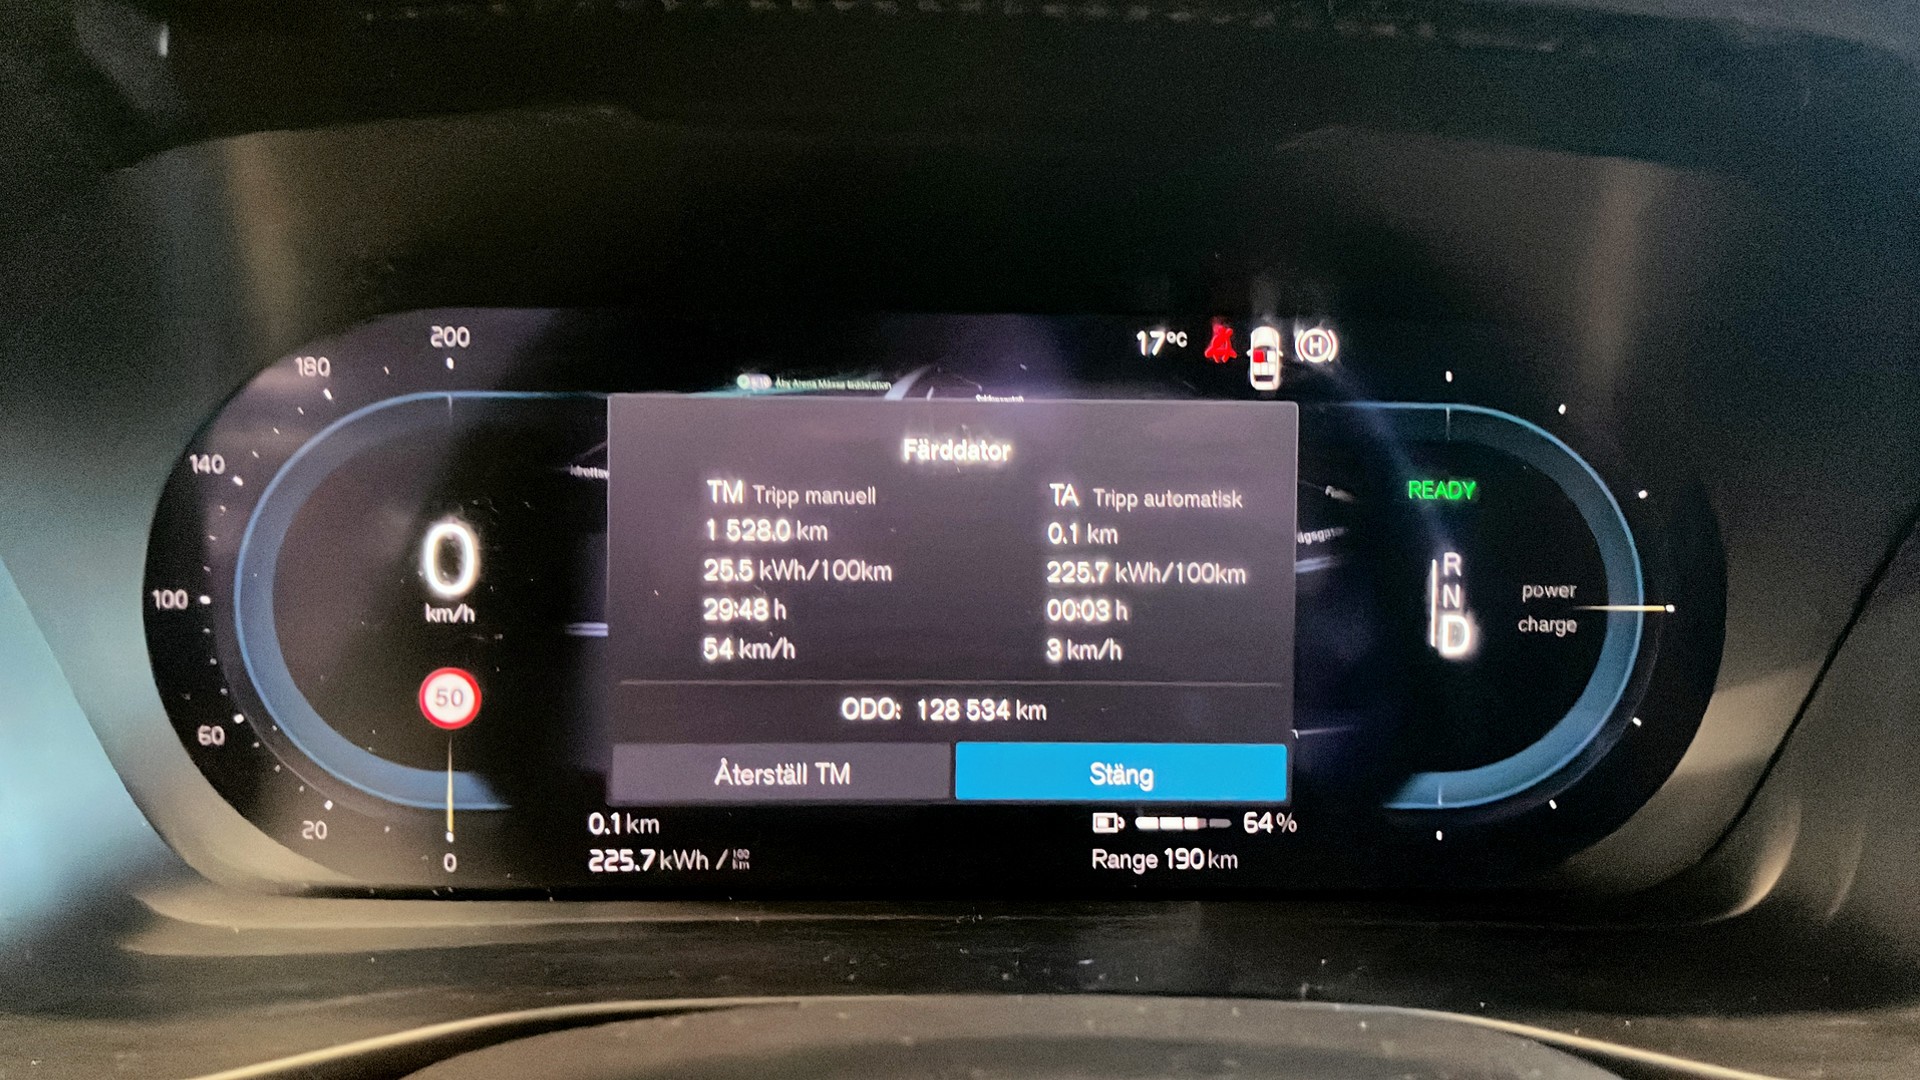 200
180
140
100
60
20
0
17°C
H
Färddator
TM Tripp manuell
1 528.0 km
25.5 kWh/100km
29:48 h
54 km/h
TA Tripp automatisk
0.1 km
225.7 kWh/100km
00:03 h
3 km/h
ODO: 128 534 km
Återställ TM
Stäng
0
km/h
50
READY
R
N
D
power
charge
0.1 km
225.7 kWh / 100 km
64%
Range 190 km